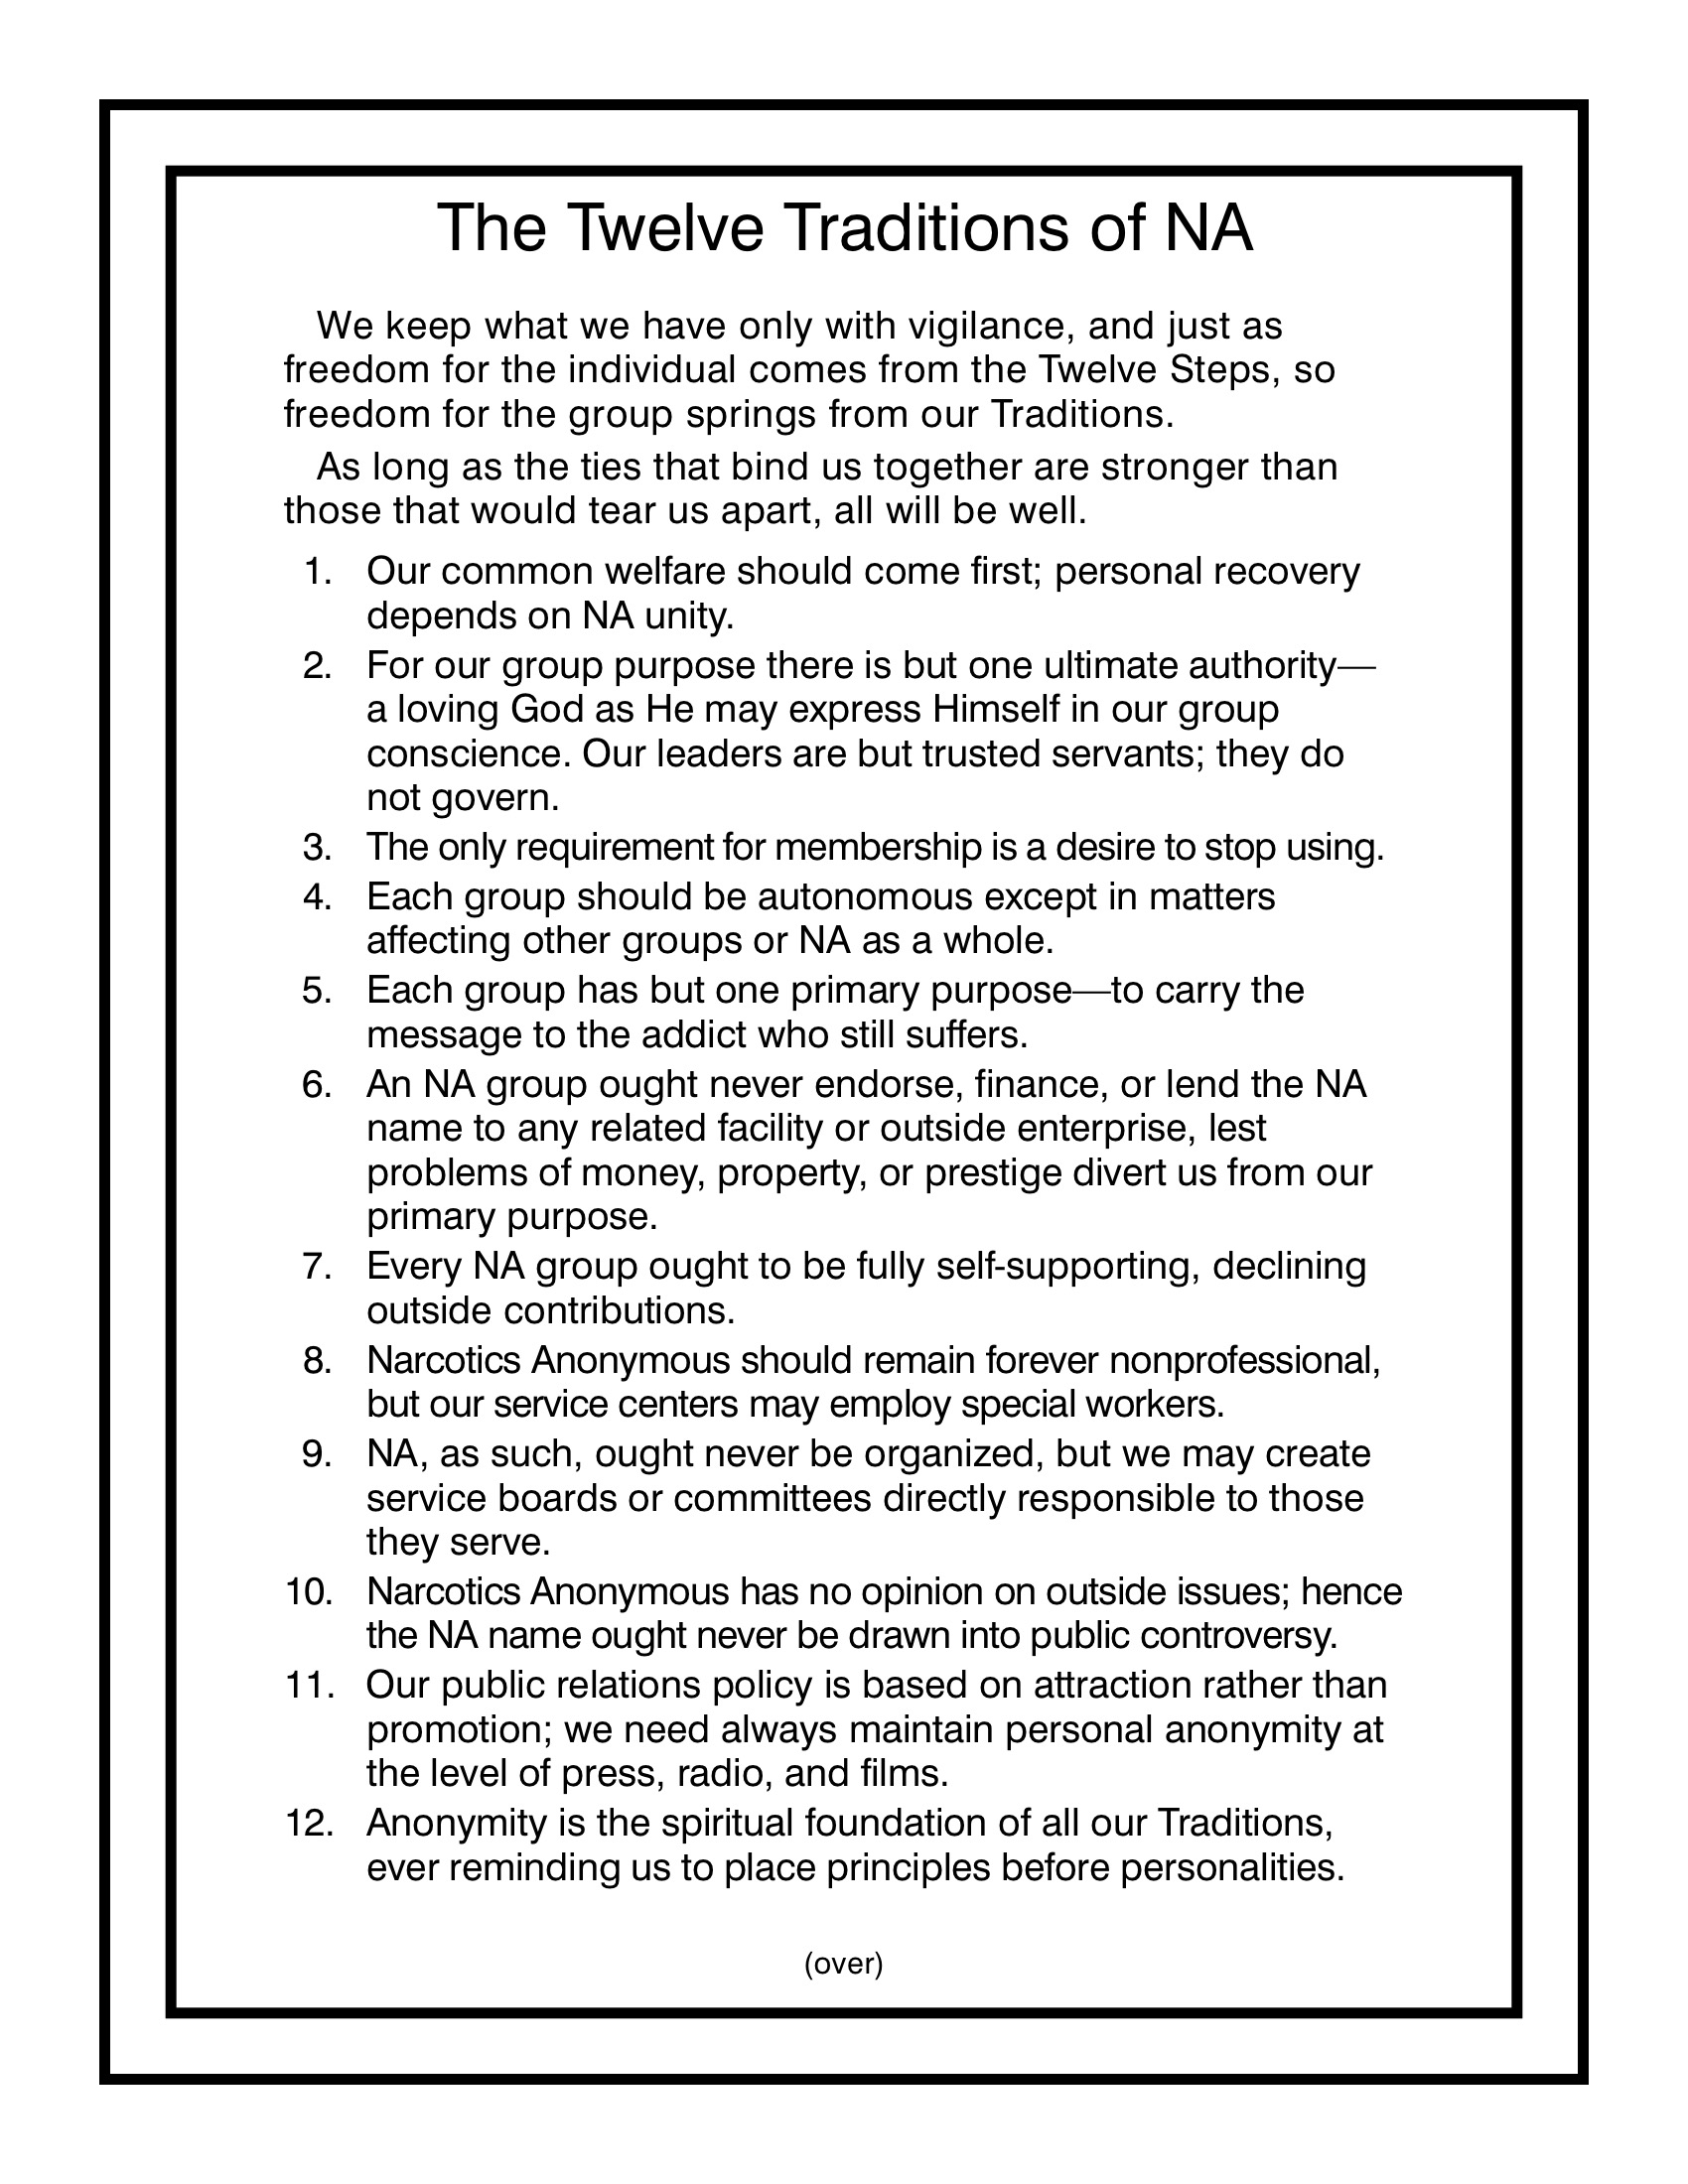 The Twelve Traditions of NA
We keep what we have only with vigilance, and just as
freedom for the individual comes from the Twelve Steps, so
freedom for the group springs from our Traditions.
As long as the ties that bind us together are stronger than
those that would tear us apart, all will be well.
1. Our common welfare should come first; personal recovery
depends on NA unity.
2. For our group purpose there is but one ultimate authority—
a loving God as He may express Himself in our group
conscience. Our leaders are but trusted servants; they do
not govern.
3. The only requirement for membership is a desire to stop using.
4. Each group should be autonomous except in matters
affecting other groups or NA as a whole.
5. Each group has but one primary purpose—to carry the
message to the addict who still suffers.
6. An NA group ought never endorse, finance, or lend the NA
name to any related facility or outside enterprise, lest
problems of money, property, or prestige divert us from our
primary purpose.
7. Every NA group ought to be fully self-supporting, declining
outside contributions.
8. Narcotics Anonymous should remain forever nonprofessional,
but our service centers may employ special workers.
9. NA, as such, ought never be organized, but we may create
service boards or committees directly responsible to those
they serve.
10. Narcotics Anonymous has no opinion on outside issues; hence
the NA name ought never be drawn into public controversy.
11. Our public relations policy is based on attraction rather than
promotion; we need always maintain personal anonymity at
the level of press, radio, and films.
12. Anonymity is the spiritual foundation of all our Traditions,
ever reminding us to place principles before personalities.
(over)